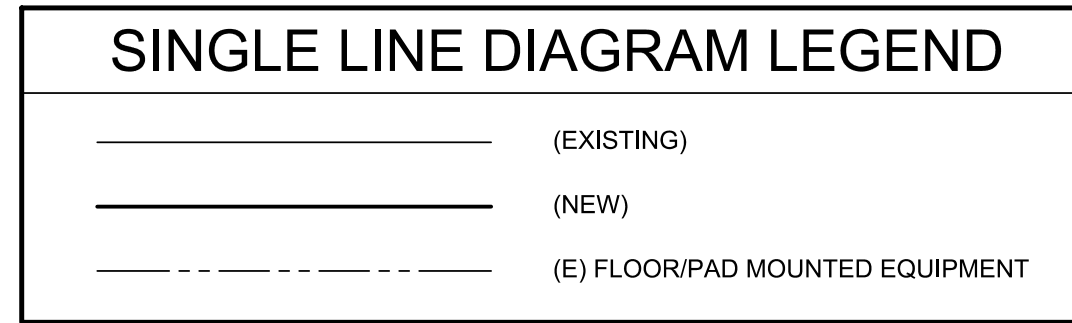 SINGLE LINE DIAGRAM LEGEND
(EXISTING)
(NEW)
(E) FLOOR/PAD MOUNTED EQUIPMENT